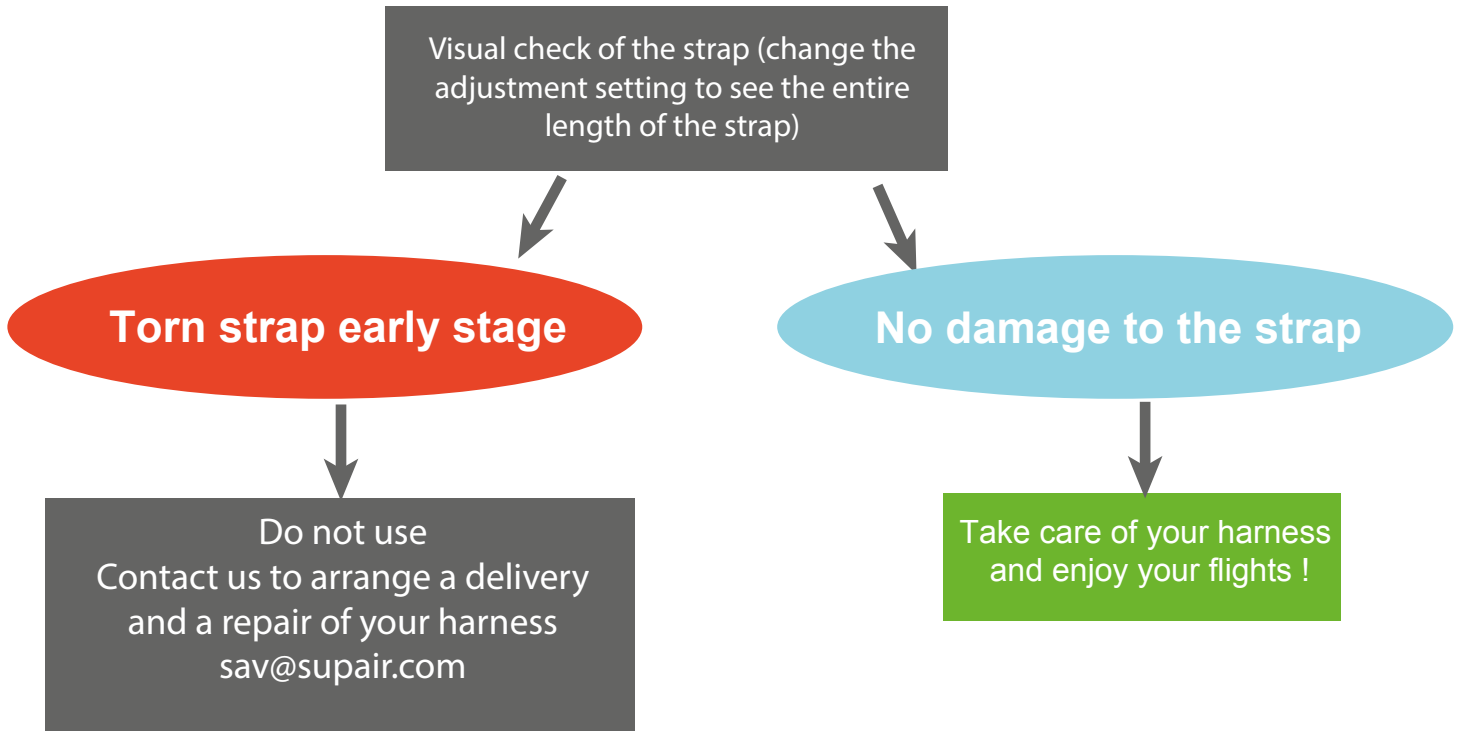 Visual check of the strap (change the
adjustment setting to see the entire
length of the strap)
Torn strap early stage
No damage to the strap
Do not use
Contact us to arrange a delivery
and a repair of your harness
sav@supair.com
Take care of your harness
and enjoy your flights !